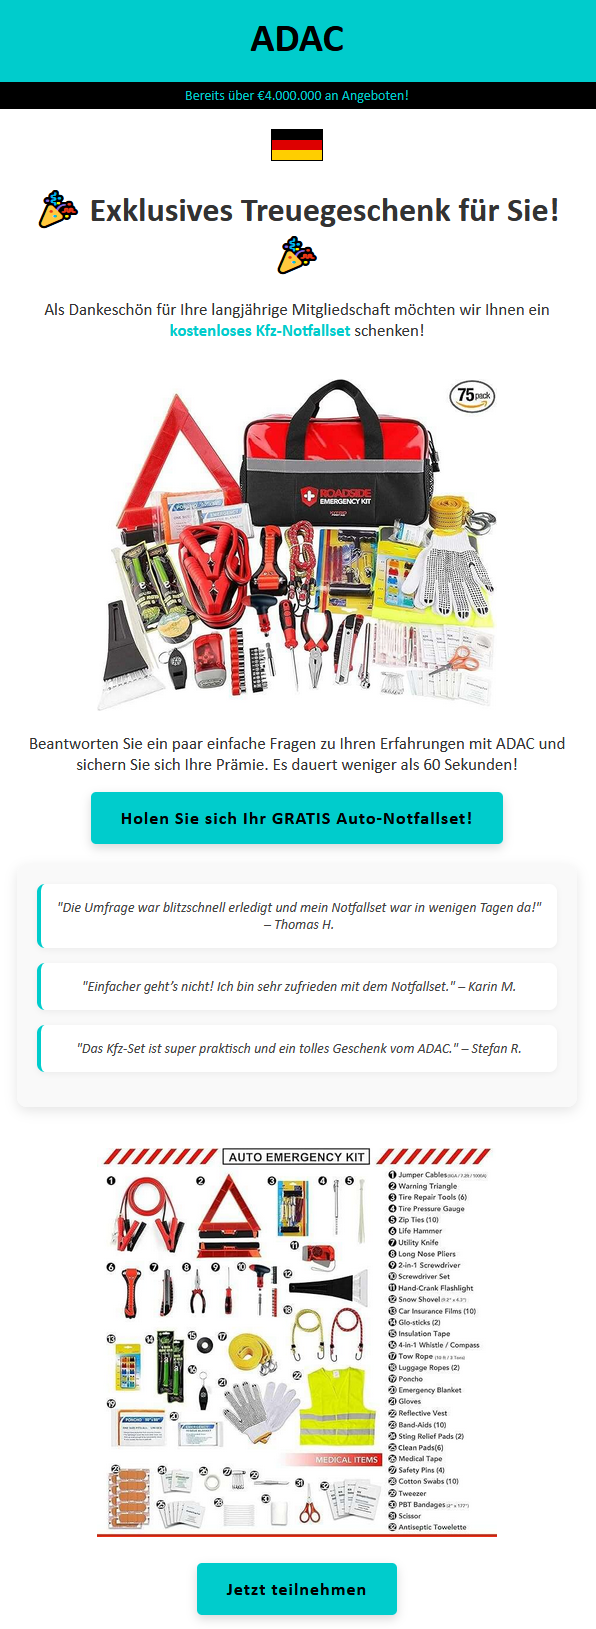 ADAC
Bereits über €4.000.000 an Angeboten!
Exklusives Treuegeschenk für Sie!
Als Dankeschön für Ihre langjährige Mitgliedschaft möchten wir Ihnen ein
kostenloses Kfz-Notfallset schenken!
75 pack
ROADSIDE
EMERGENCY KIT
Beantworten Sie ein paar einfache Fragen zu Ihren Erfahrungen mit ADAC und
sichern Sie sich Ihre Prämie. Es dauert weniger als 60 Sekunden!
Holen Sie sich Ihr GRATIS Auto-Notfallset!
"Die Umfrage war blitzschnell erledigt und mein Notfallset war in wenigen Tagen da!"
– Thomas H.
"Einfacher geht’s nicht! Ich bin sehr zufrieden mit dem Notfallset." – Karin M.
"Das Kfz-Set ist super praktisch und ein tolles Geschenk vom ADAC." – Stefan R.
AUTO EMERGENCY KIT
1 Jumper Cables
2 Warning Triangle
3 Tire Repair Tools (6)
4 Tire Pressure Gauge
5 Zip Ties (10)
6 Life Hammer
7 Utility Knife
8 Long Nose Pliers
9 2-in-1 Screwdriver
10 Screwdriver Set
11 Hand-Crank Flashlight
12 Snow Shovel (9.2" x 4.3")
13 Car Insurance Films (10)
14 Glo-sticks (2)
15 Insulation Tape
16 4-in-1 Whistle / Compass
17 Tow Rope (10 ft / 3 Tons)
18 Luggage Ropes (2)
19 Poncho
20 Emergency Blanket
21 Gloves
22 Reflective Vest
23 Band-Aids (10)
24 Sting Relief Pads (2)
25 Clean Pads(6)
26 Medical Tape
27 Safety Pins (4)
28 Cotton Swabs (10)
29 Tweezer
30 PBT Bandages (2" x 177")
31 Scissor
32 Antiseptic Towelette
PONCHO
MEDICAL ITEMS
Jetzt teilnehmen